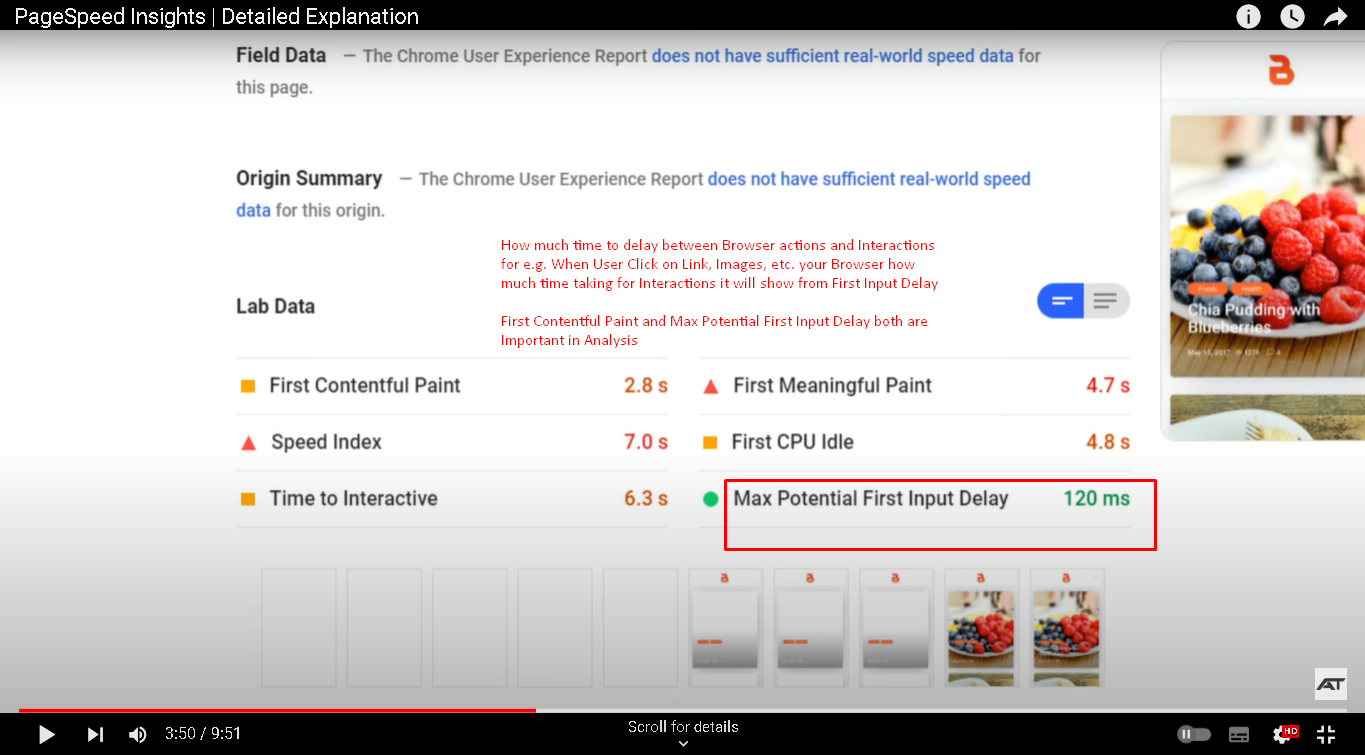 PageSpeed Insights | Detailed Explanation
Field Data — The Chrome User Experience Report does not have sufficient real-world speed data for
this page.
Origin Summary — The Chrome User Experience Report does not have sufficient real-world speed
data for this origin.
How much time to delay between Browser actions and Interactions
for e.g. When User Click on Link, Images, etc. your Browser how
much time taking for Interactions it will show from First Input Delay
First Contentful Paint and Max Potential First Input Delay both are
Important in Analysis
Lab Data
First Contentful Paint 2.8 s
First Meaningful Paint 4.7 s
Speed Index 7.0 s
First CPU Idle 4.8 s
Time to Interactive 6.3 s
Max Potential First Input Delay 120 ms
Foody Health
Chia Pudding with
Blueberries
May 15, 2017 1276 4
AT
3:50 / 9:51
Scroll for details
HD